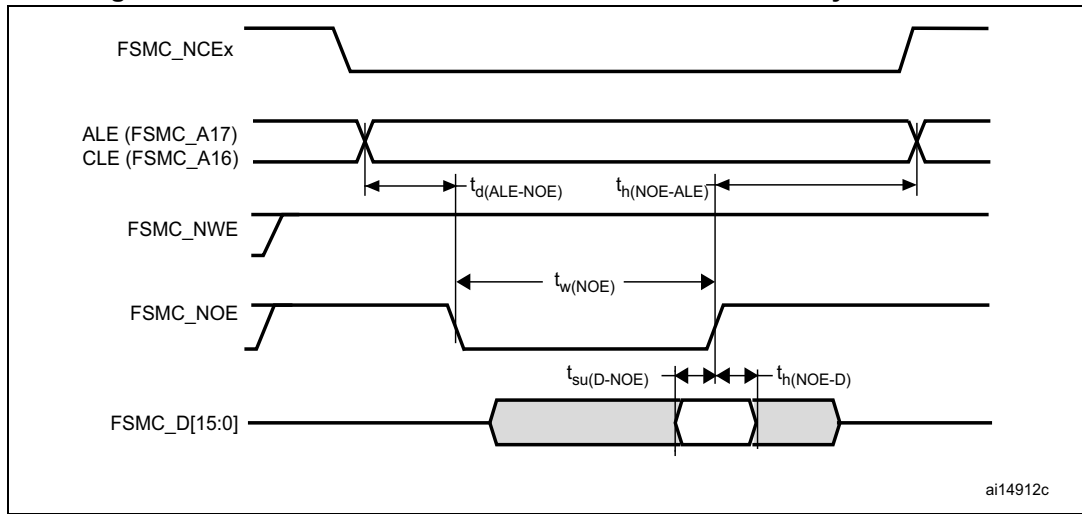 FSMC_NCEx
ALE (FSMC_A17)
CLE (FSMC_A16)
td(ALE-NOE)
th(NOE-ALE)
FSMC_NWE
tw(NOE)
FSMC_NOE
tsu(D-NOE)
th(NOE-D)
FSMC_D[15:0]
ai14912c